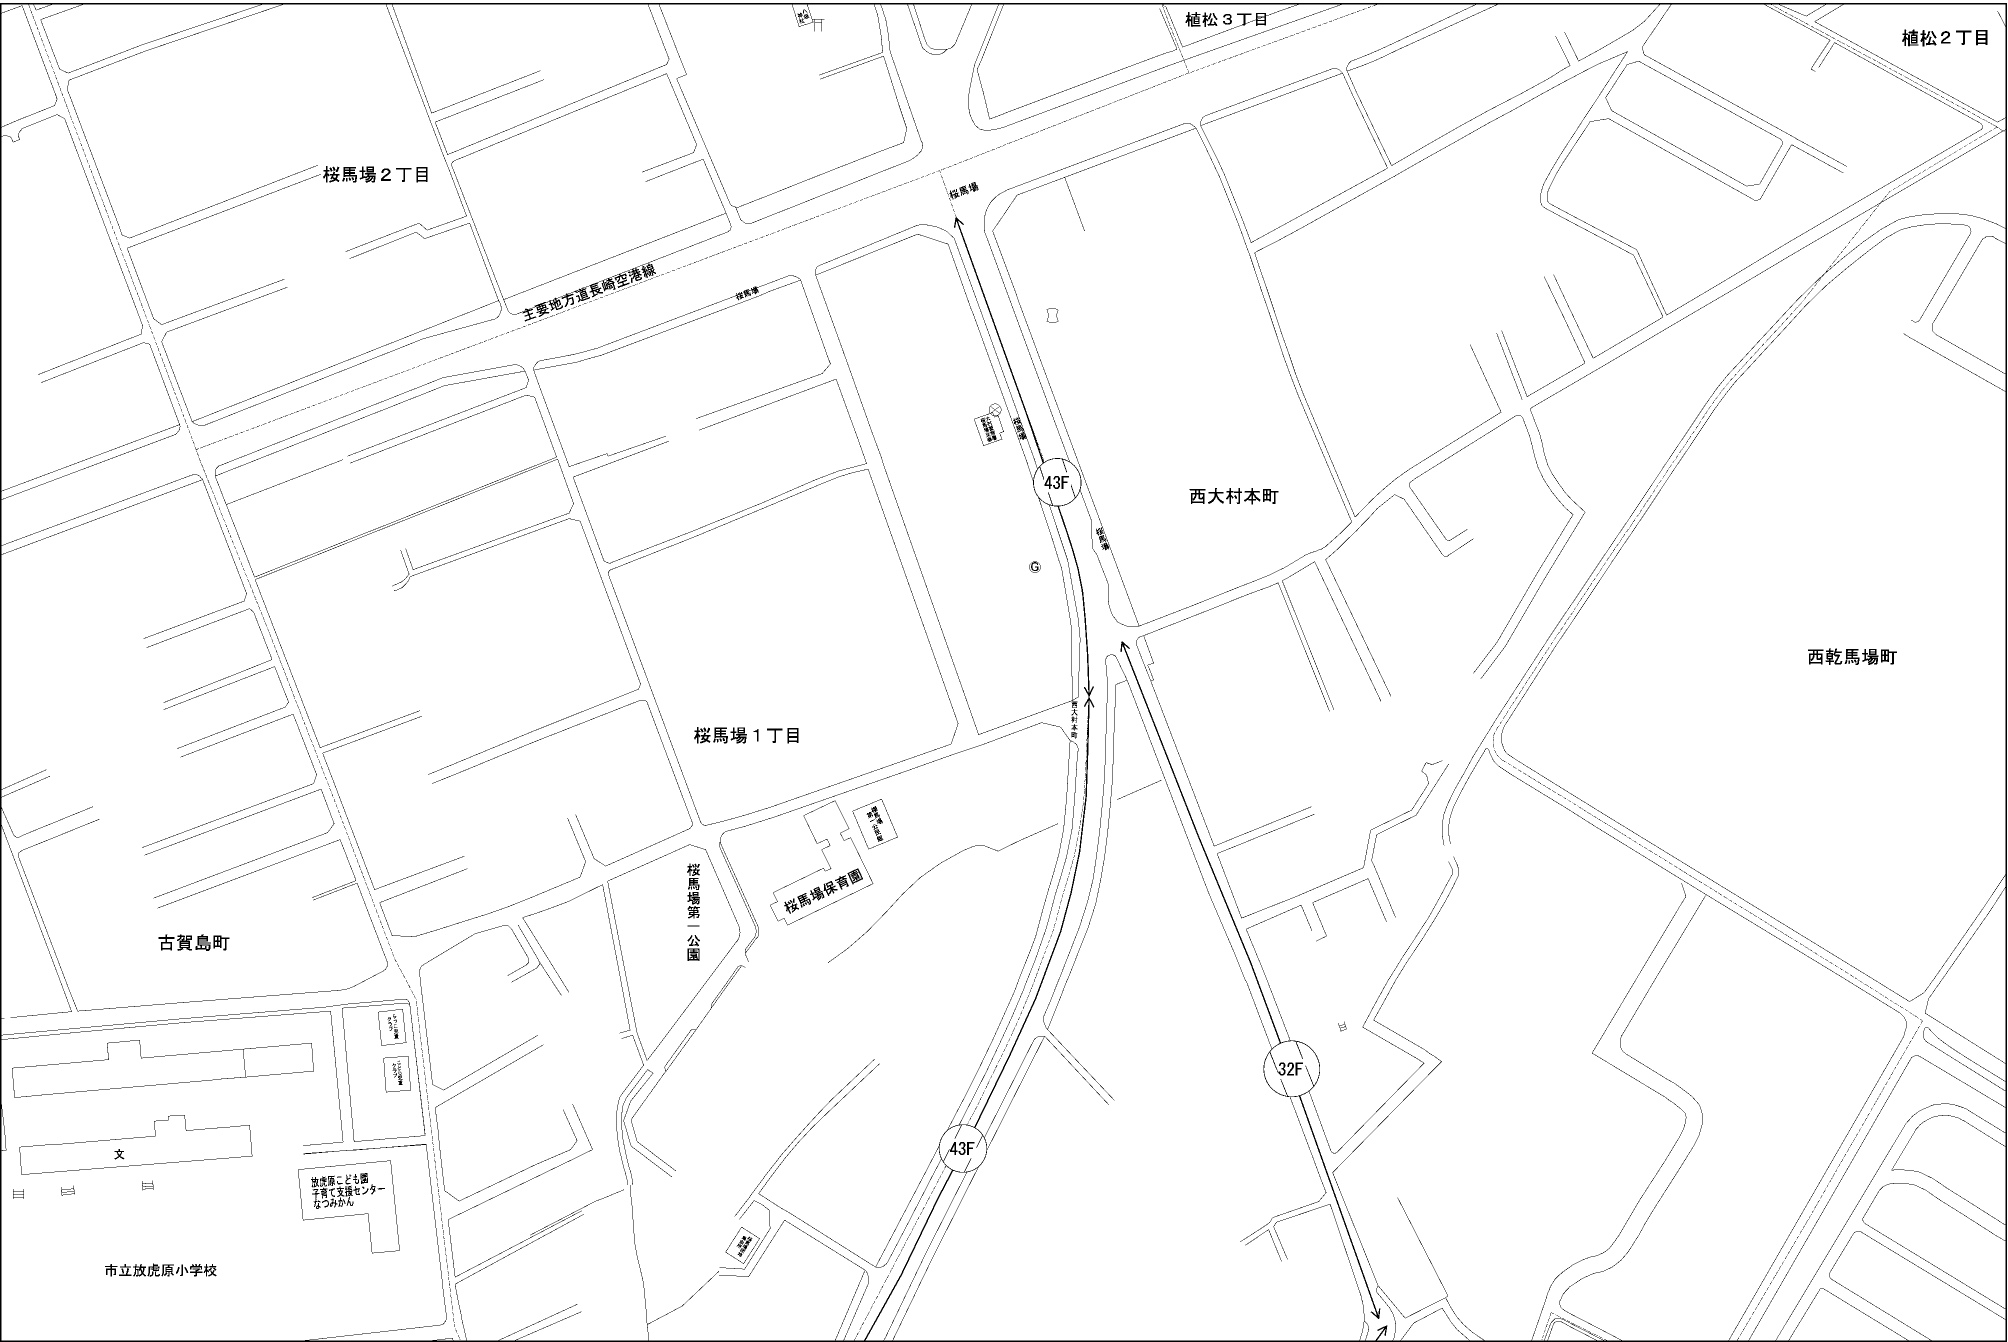 植松３丁目
植松２丁目
桜馬場２丁目
桜馬場
主要地方道長崎空港線
桜馬場
桜馬場
43F
西大村本町
桜馬場
G
西乾馬場町
西大村本町
桜馬場１丁目
桜馬場保育園
桜馬場第一公園
古賀島町
32F
43F
文
放虎原こども園
子育て支援センター
なつみかん
市立放虎原小学校